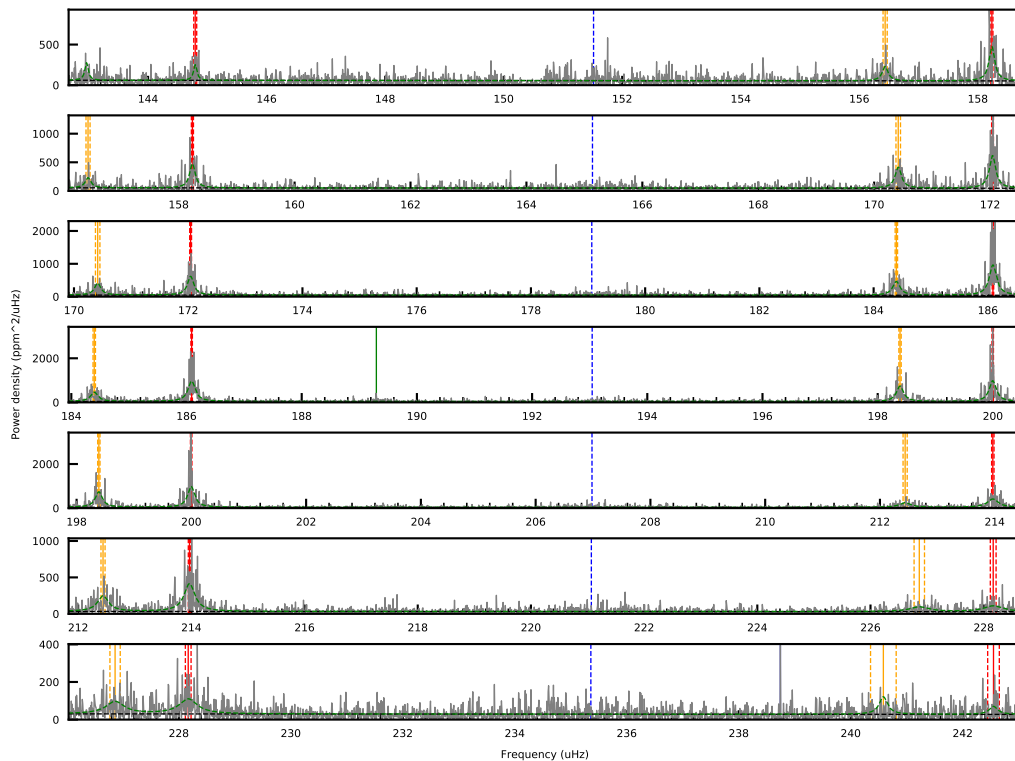 500
0
144 146 148 150 152 154 156 158
1000
500
0
158 160 162 164 166 168 170 172
2000
1000
0
170 172 174 176 178 180 182 184 186
Power density (ppm^2/uHz)
2000
0
184 186 188 190 192 194 196 198 200
2000
0
198 200 202 204 206 208 210 212 214
1000
500
0
212 214 216 218 220 222 224 226 228
400
200
0
228 230 232 234 236 238 240 242
Frequency (uHz)